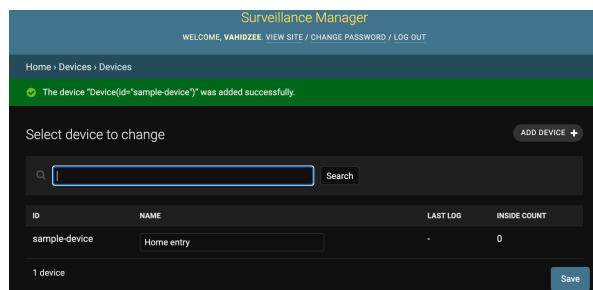 Surveillance Manager
WELCOME, VAHIDZEE. VIEW SITE / CHANGE PASSWORD / LOG OUT
Home › Devices › Devices
The device “Device(id="sample-device")” was added successfully.
Select device to change
ADD DEVICE +
Search
ID NAME LAST LOG INSIDE COUNT
sample-device Home entry - 0
1 device
Save